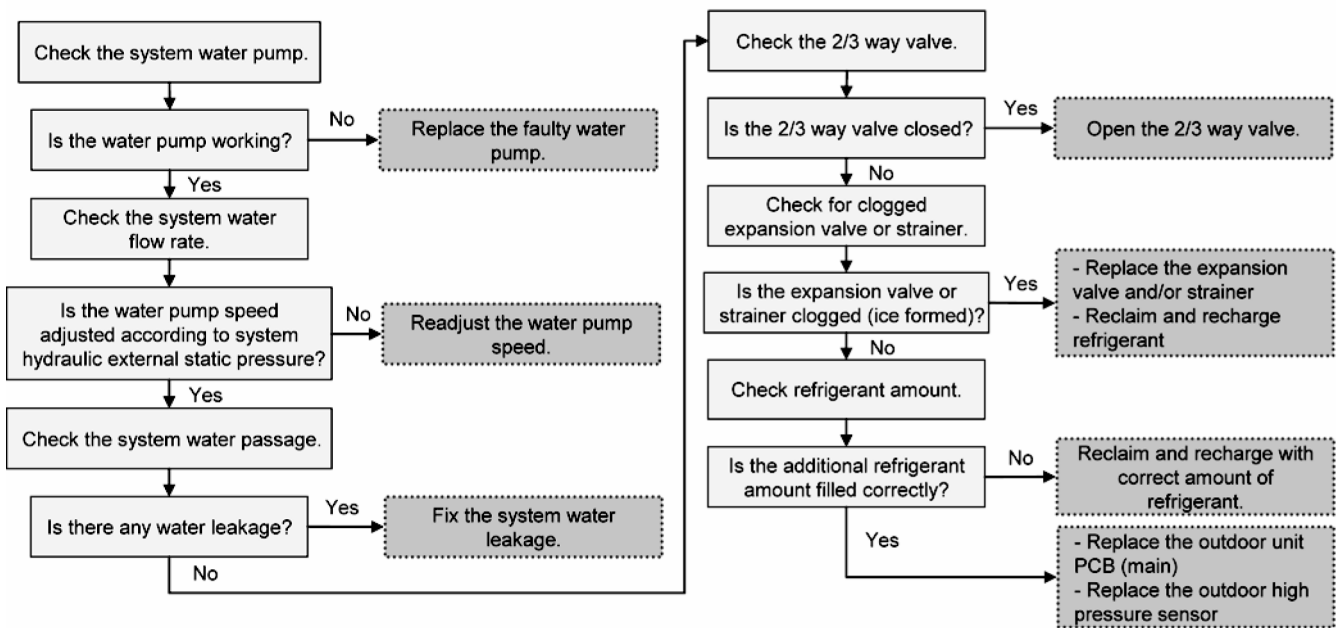 Check the system water pump.
Is the water pump working?
No
Replace the faulty water
pump.
Yes
Check the system water
flow rate.
Is the water pump speed
adjusted according to system
hydraulic external static pressure?
No
Readjust the water pump
speed.
Yes
Check the system water passage.
Is there any water leakage?
Yes
Fix the system water
leakage.
No
Check the 2/3 way valve.
Is the 2/3 way valve closed?
Yes
Open the 2/3 way valve.
No
Check for clogged
expansion valve or strainer.
Is the expansion valve or
strainer clogged (ice formed)?
Yes
- Replace the expansion
valve and/or strainer
- Reclaim and recharge
refrigerant
No
Check refrigerant amount.
Is the additional refrigerant
amount filled correctly?
No
Reclaim and recharge with
correct amount of
refrigerant.
Yes
- Replace the outdoor unit
PCB (main)
- Replace the outdoor high
pressure sensor